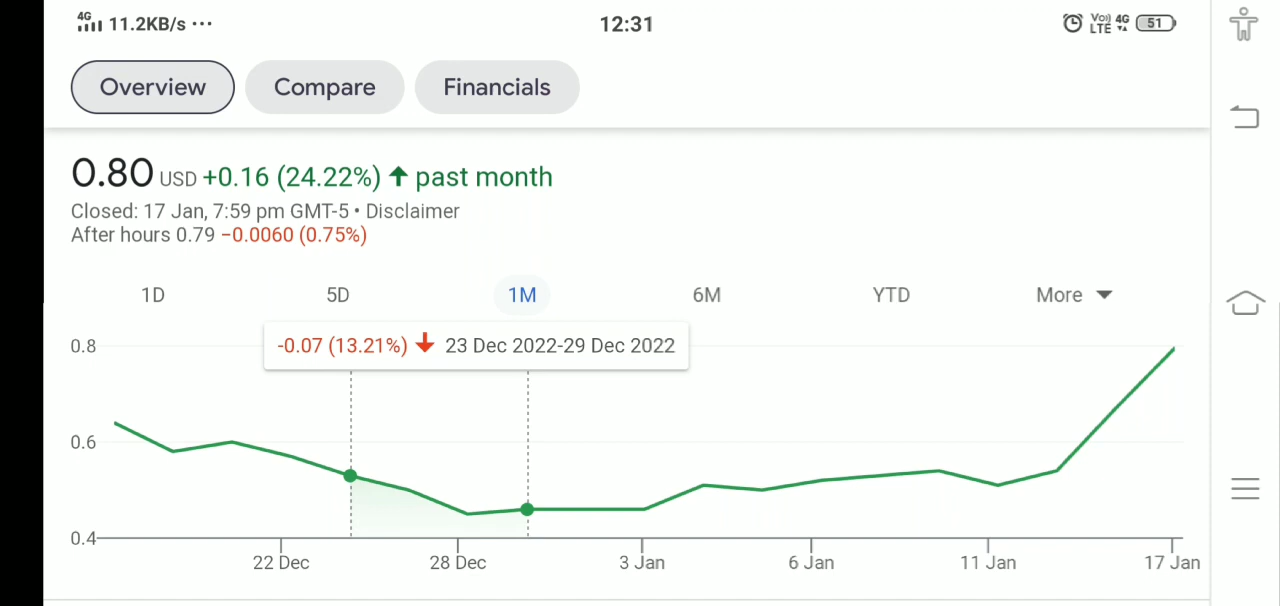 4G 11.2KB/s ··· 12:31 Vo)) LTE 4G 51
Overview Compare Financials
0.80 USD +0.16 (24.22%) ↑ past month
Closed: 17 Jan, 7:59 pm GMT-5 • Disclaimer
After hours 0.79 −0.0060 (0.75%)
1D 5D 1M 6M YTD More
-0.07 (13.21%) ↓ 23 Dec 2022-29 Dec 2022
0.8
0.6
0.4
22 Dec 28 Dec 3 Jan 6 Jan 11 Jan 17 Jan